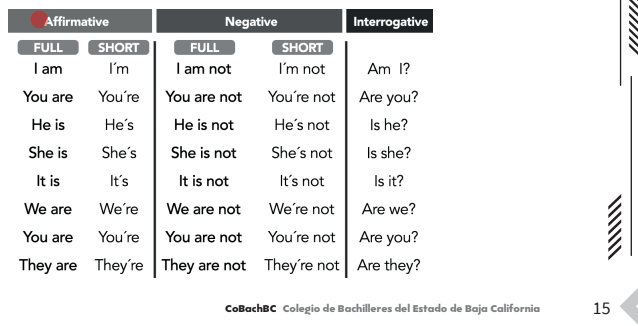 Affirmative Negative Interrogative
FULL SHORT FULL SHORT
I am I´m I am not I´m not Am I?
You are You´re You are not You´re not Are you?
He is He´s He is not He´s not Is he?
She is She´s She is not She´s not Is she?
It is It´s It is not It´s not Is it?
We are We´re We are not We´re not Are we?
You are You´re You are not You´re not Are you?
They are They´re They are not They´re not Are they?
CoBachBC Colegio de Bachilleres del Estado de Baja California 15